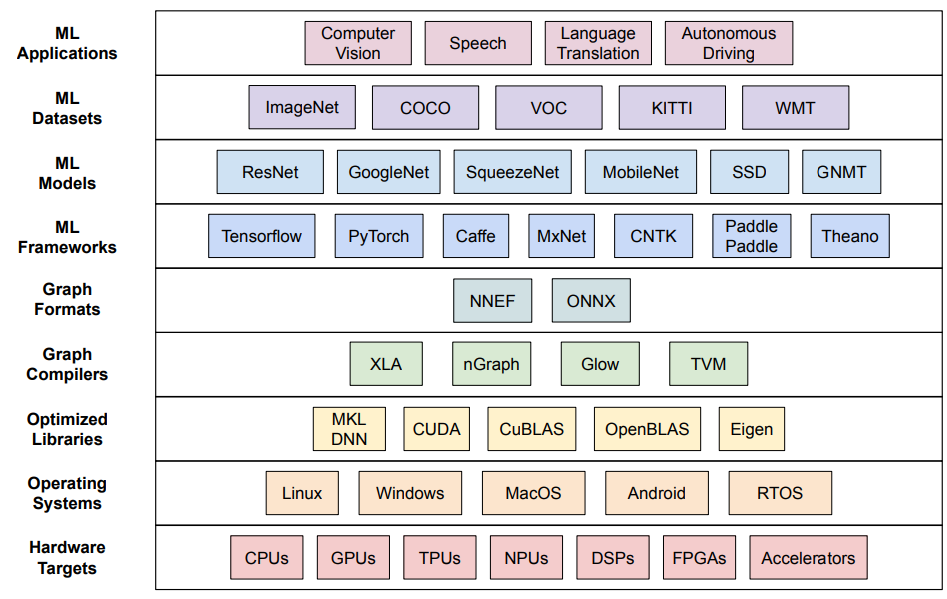 ML
Applications
Computer
Vision
Speech
Language
Translation
Autonomous
Driving
ML
Datasets
ImageNet
COCO
VOC
KITTI
WMT
ML
Models
ResNet
GoogleNet
SqueezeNet
MobileNet
SSD
GNMT
ML
Frameworks
Tensorflow
PyTorch
Caffe
MxNet
CNTK
Paddle
Paddle
Theano
Graph
Formats
NNEF
ONNX
Graph
Compilers
XLA
nGraph
Glow
TVM
Optimized
Libraries
MKL
DNN
CUDA
CuBLAS
OpenBLAS
Eigen
Operating
Systems
Linux
Windows
MacOS
Android
RTOS
Hardware
Targets
CPUs
GPUs
TPUs
NPUs
DSPs
FPGAs
Accelerators